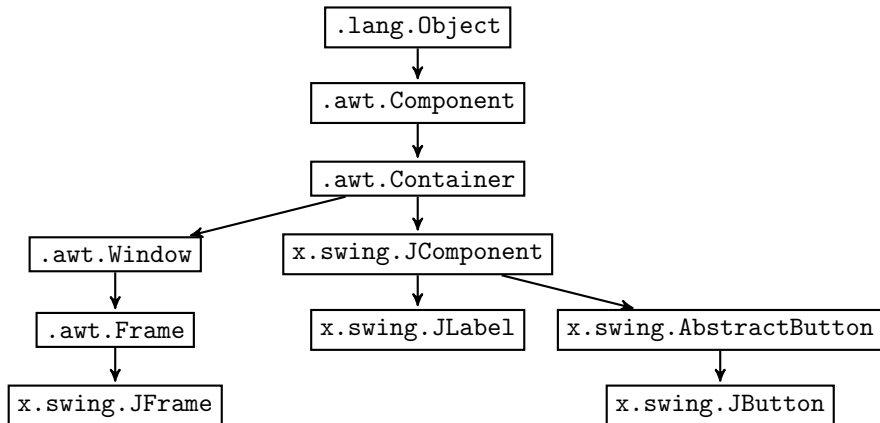 .lang.Object
.awt.Component
.awt.Container
.awt.Window
x.swing.JComponent
.awt.Frame
x.swing.JLabel
x.swing.AbstractButton
x.swing.JFrame
x.swing.JButton